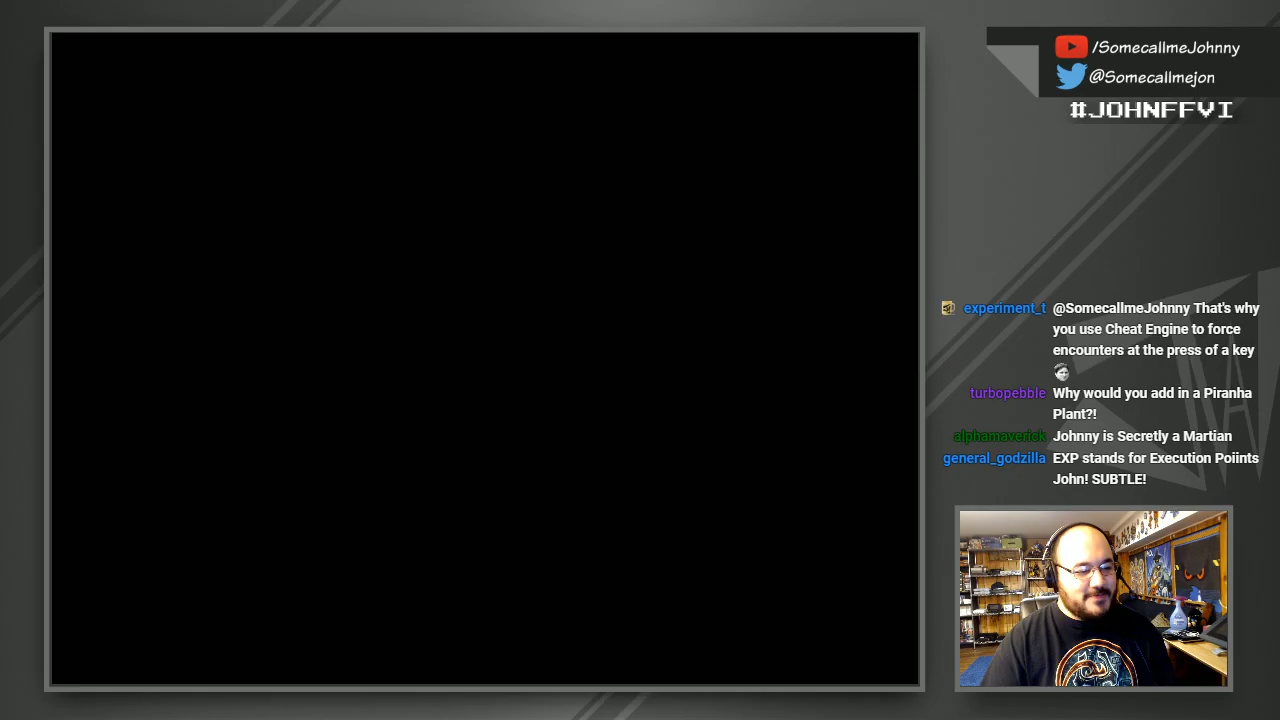 /SomecallmeJohnny
@Somecallmejon
#JOHNFFVI
experiment_t @SomecallmeJohnny That's why
you use Cheat Engine to force
encounters at the press of a key
turbopebble Why would you add in a Piranha
Plant?!
alphamaverick Johnny is Secretly a Martian
general_godzilla EXP stands for Execution Poiints
John! SUBTLE!